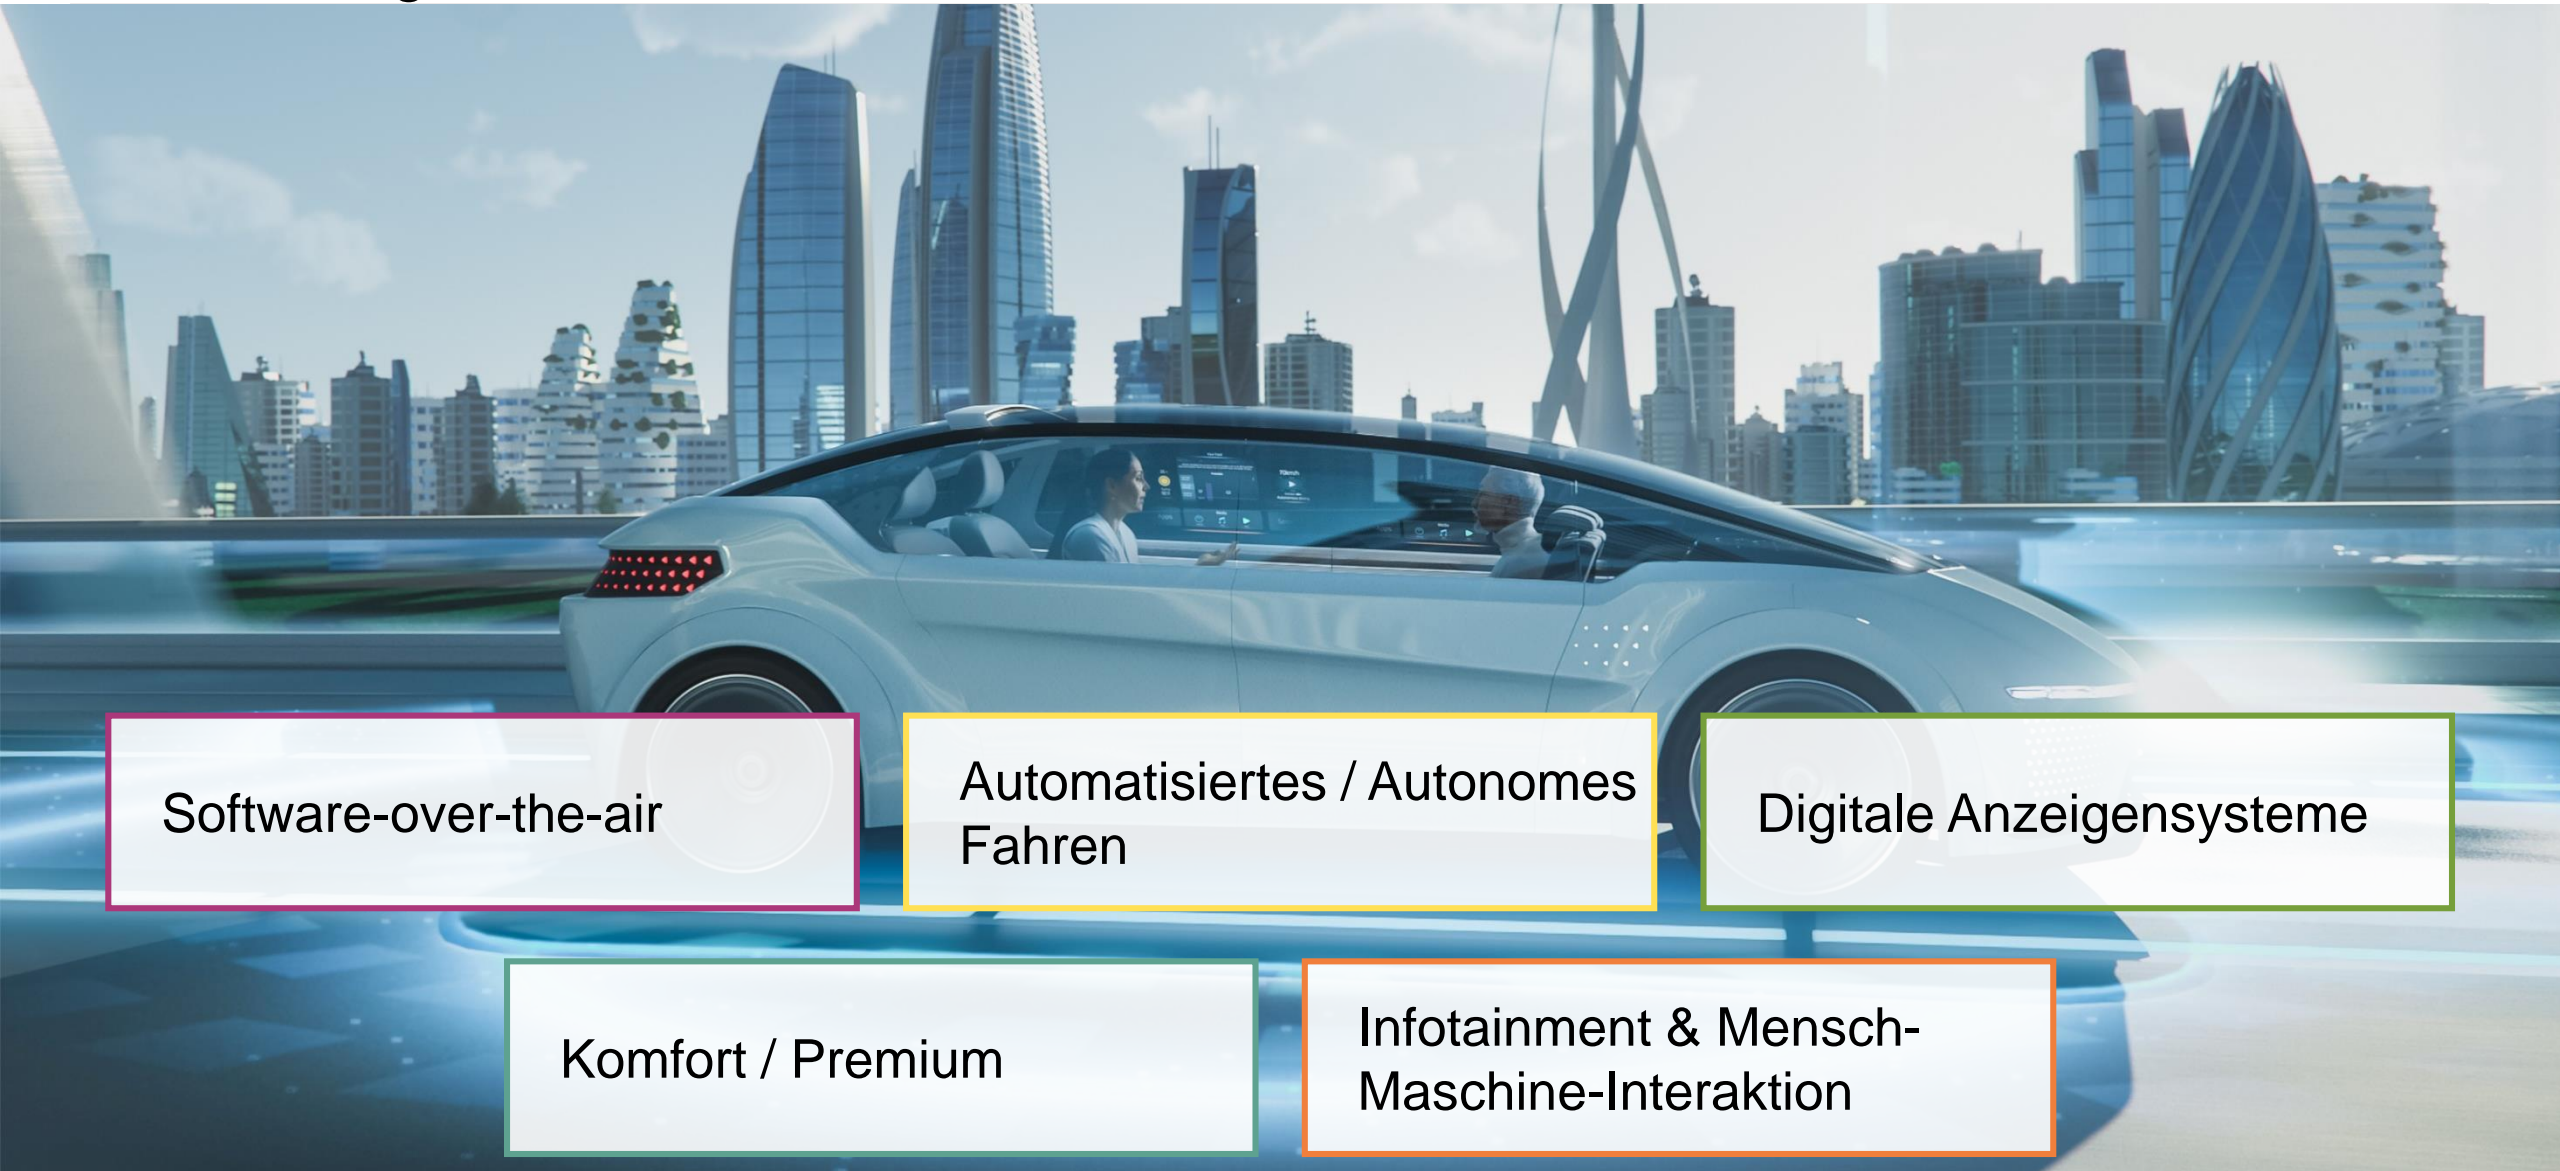 Software-over-the-air
Automatisiertes / Autonomes
Fahren
Digitale Anzeigensysteme
Komfort / Premium
Infotainment & Mensch-
Maschine-Interaktion